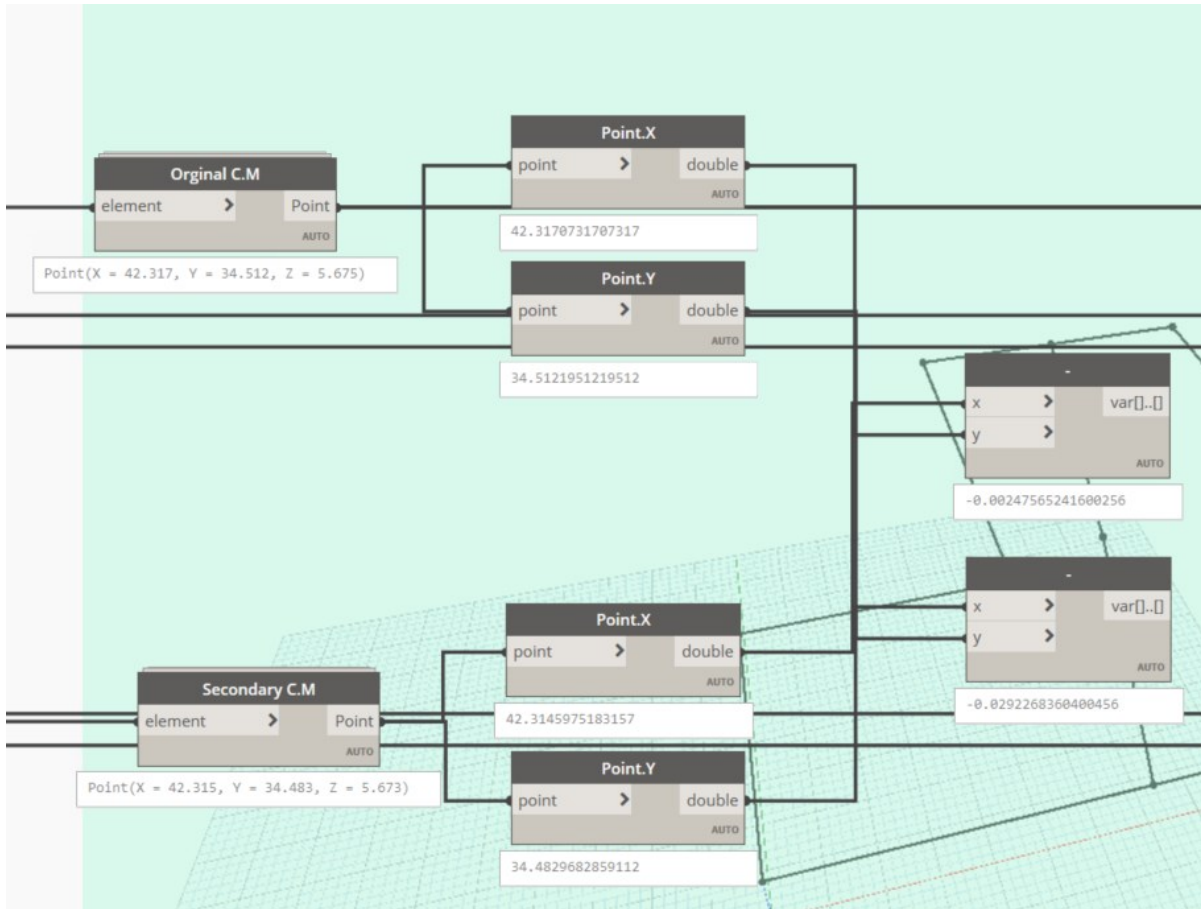 Orginal C.M
element > Point
AUTO
Point(X = 42.317, Y = 34.512, Z = 5.675)
Point.X
point > double
AUTO
42.3170731707317
Point.Y
point > double
AUTO
34.5121951219512
-
x > var[]..[]
y >
AUTO
-0.00247565241600256
-
x > var[]..[]
y >
AUTO
-0.0292268360400456
Secondary C.M
element > Point
AUTO
Point(X = 42.315, Y = 34.483, Z = 5.673)
Point.X
point > double
AUTO
42.3145975183157
Point.Y
point > double
AUTO
34.4829682859112